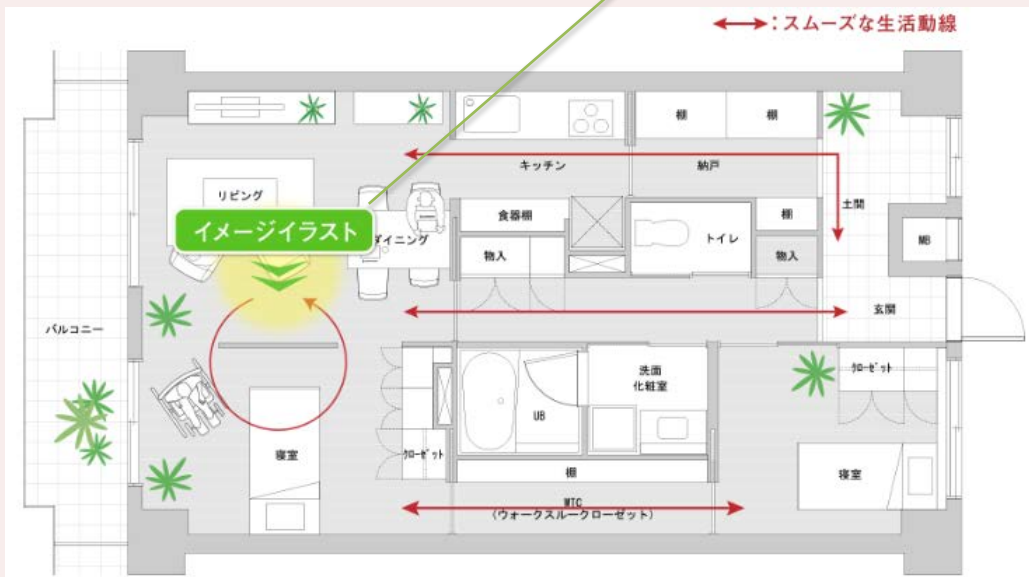 ：スムーズな生活動線
棚
棚
キッチン
納戸
リビング
土間
食器棚
棚
イメージイラスト
ダイニング
トイレ
MB
物入
物入
玄関
バルコニー
洗面
化粧室
クローゼット
UB
寝室
クローゼット
棚
寝室
WTC
(ウォークスルークローゼット)